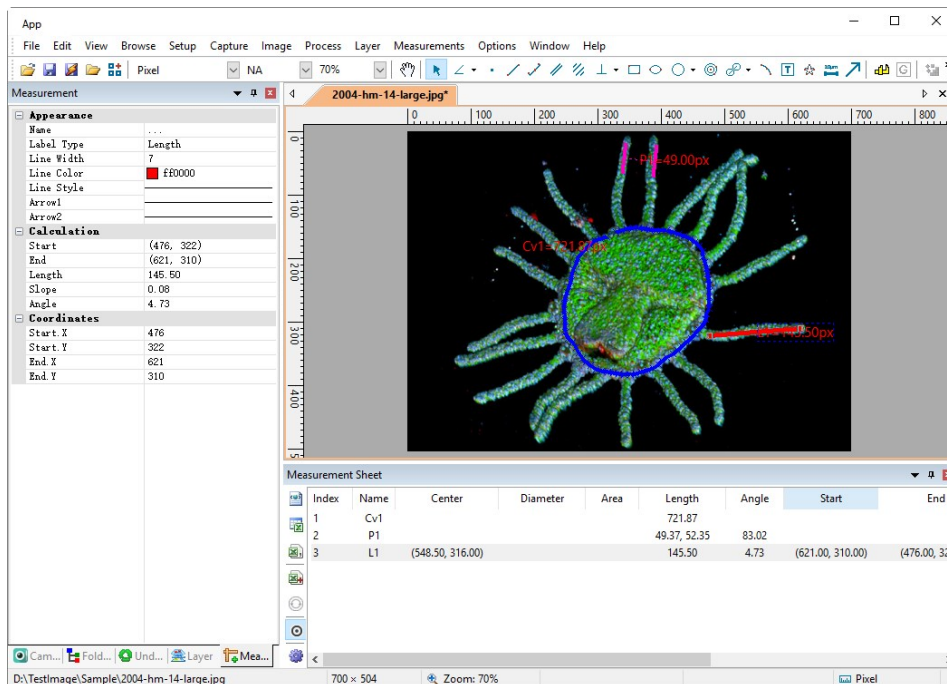 App
File Edit View Browse Setup Capture Image Process Layer Measurements Options Window Help
Pixel NA 70%
Measurement
2004-hm-14-large.jpg*
Appearance
Name ...
Label Type Length
Line Width 7
Line Color ff0000
Line Style
Arrow1
Arrow2
Calculation
Start (476, 322)
End (621, 310)
Length 145.50
Slope 0.08
Angle 4.73
Coordinates
Start.X 476
Start.Y 322
End.X 621
End.Y 310
0 100 200 300 400 500 600 700 800
0
100
200
300
400
P1=49.00px
Measurement Sheet
Index Name Center Diameter Area Length Angle Start End
1 Cv1 721.87
2 P1 49.37, 52.35 83.02
3 L1 (548.50, 316.00) 145.50 4.73 (621.00, 310.00) (476.00, 32
Cam... Fold... Und... Layer Mea...
D:\TestImage\Sample\2004-hm-14-large.jpg 700 × 504 Zoom: 70% Pixel